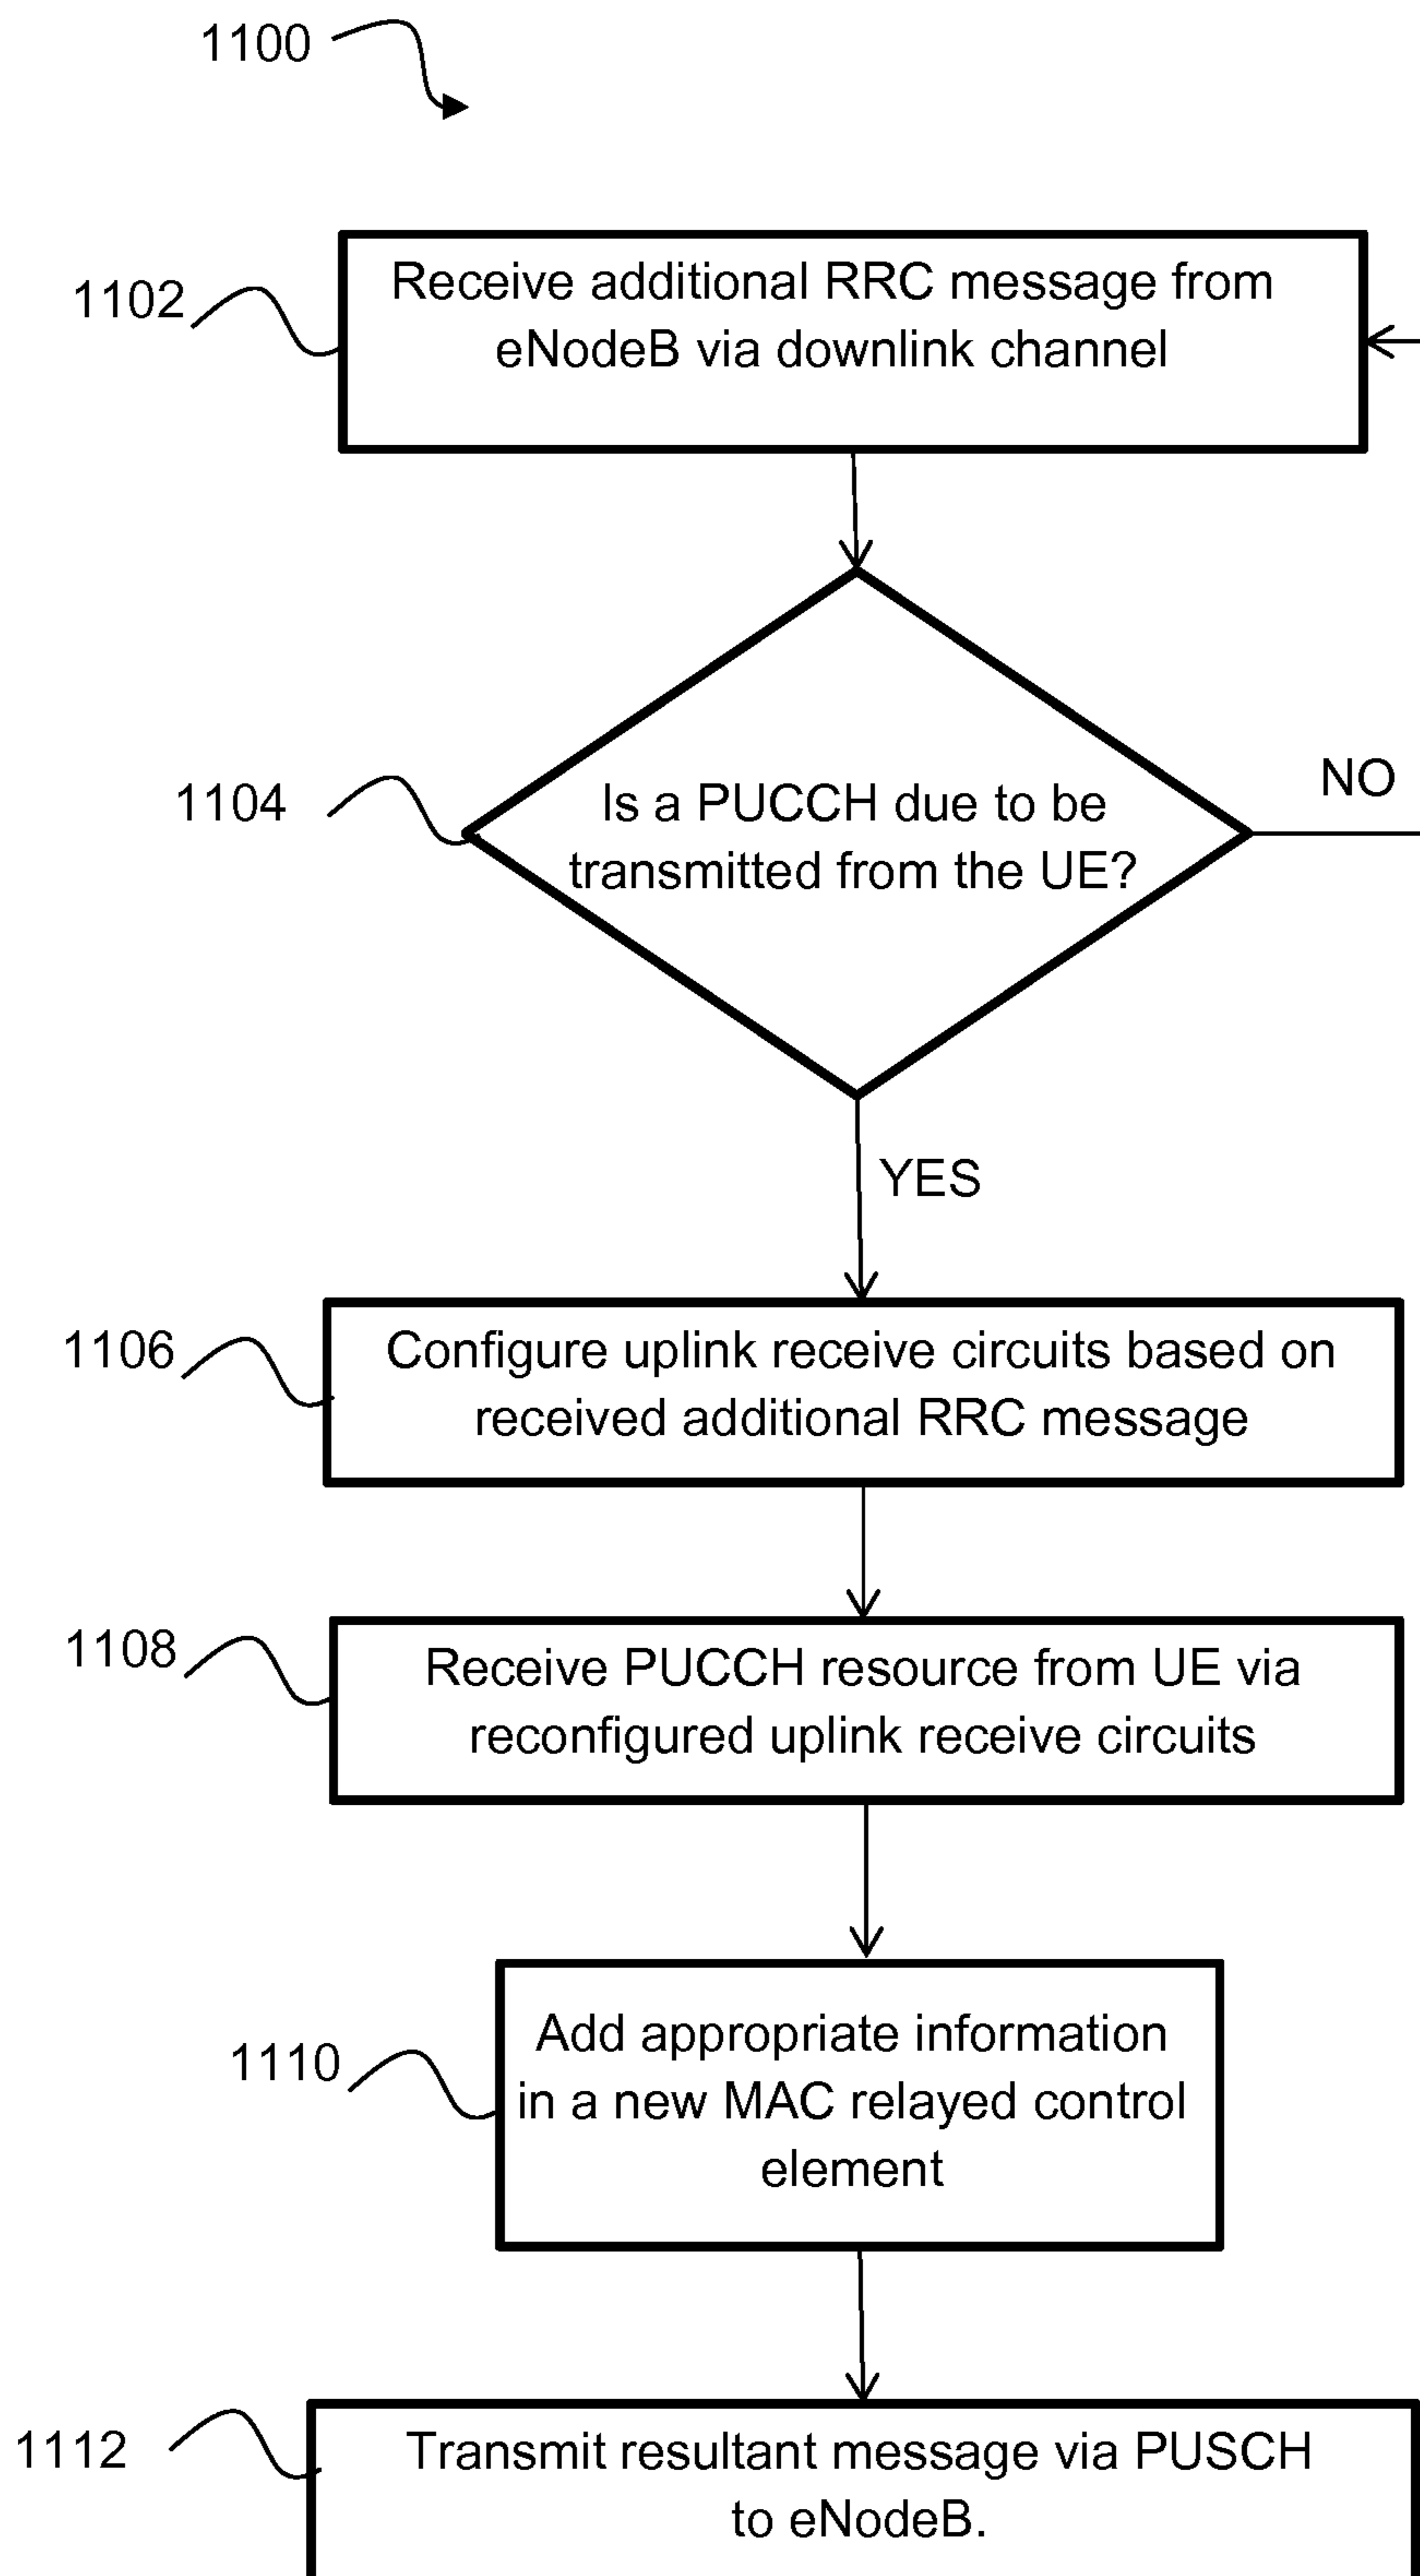 1100
1102
Receive additional RRC message from
eNodeB via downlink channel
1104
Is a PUCCH due to be
transmitted from the UE?
NO
YES
1106
Configure uplink receive circuits based on
received additional RRC message
1108
Receive PUCCH resource from UE via
reconfigured uplink receive circuits
1110
Add appropriate information
in a new MAC relayed control
element
1112
Transmit resultant message via PUSCH
to eNodeB.